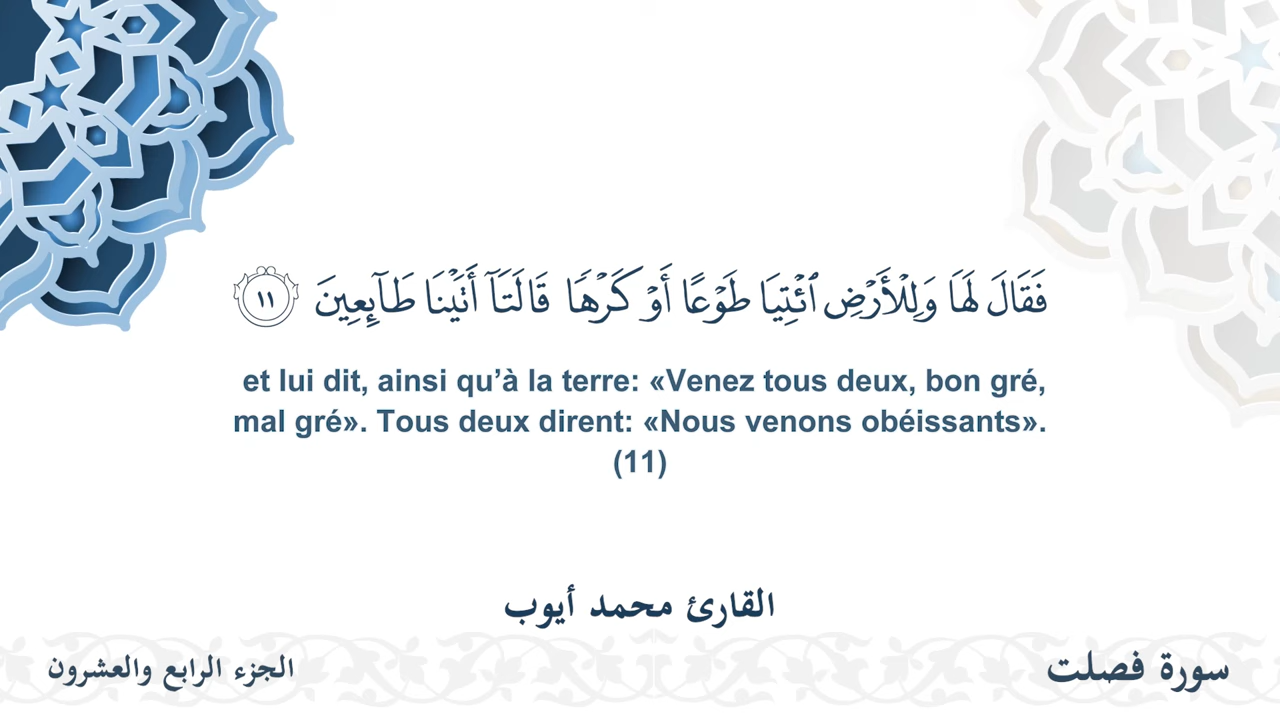 فَقَالَ لَهَا وَلِلْأَرْضِ ٱئْتِيَا طَوْعًا أَوْ كَرْهًا قَالَتَآ أَتَيْنَا طَآئِعِينَ ١١
et lui dit, ainsi qu’à la terre: «Venez tous deux, bon gré,
mal gré». Tous deux dirent: «Nous venons obéissants».
(11)
القارئ محمد أيوب
سورة فصلت
الجزء الرابع والعشرون